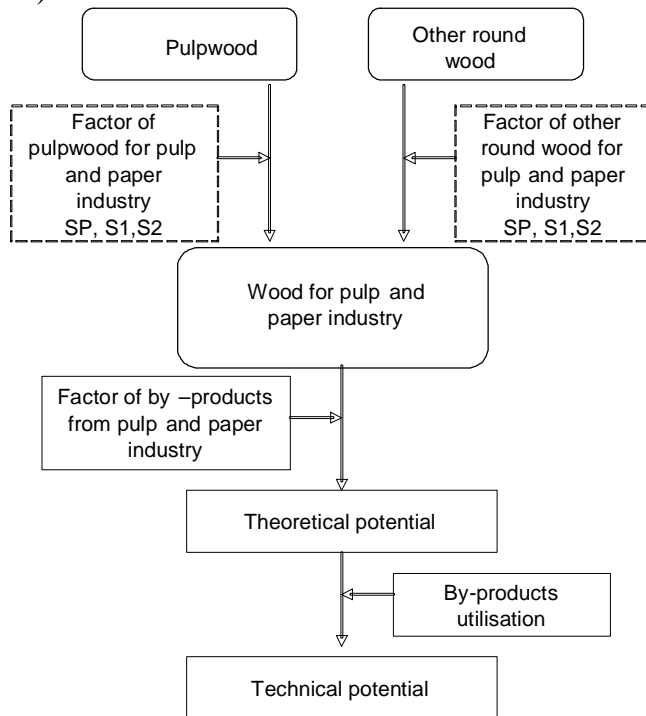 )
Pulpwood
Other round
wood
Factor of
pulpwood for pulp
and paper
industry
SP, S1,S2
Factor of other
round wood for
pulp and paper
industry
SP, S1,S2
Wood for pulp and
paper industry
Factor of by –products
from pulp and paper
industry
Theoretical potential
By-products
utilisation
Technical potential